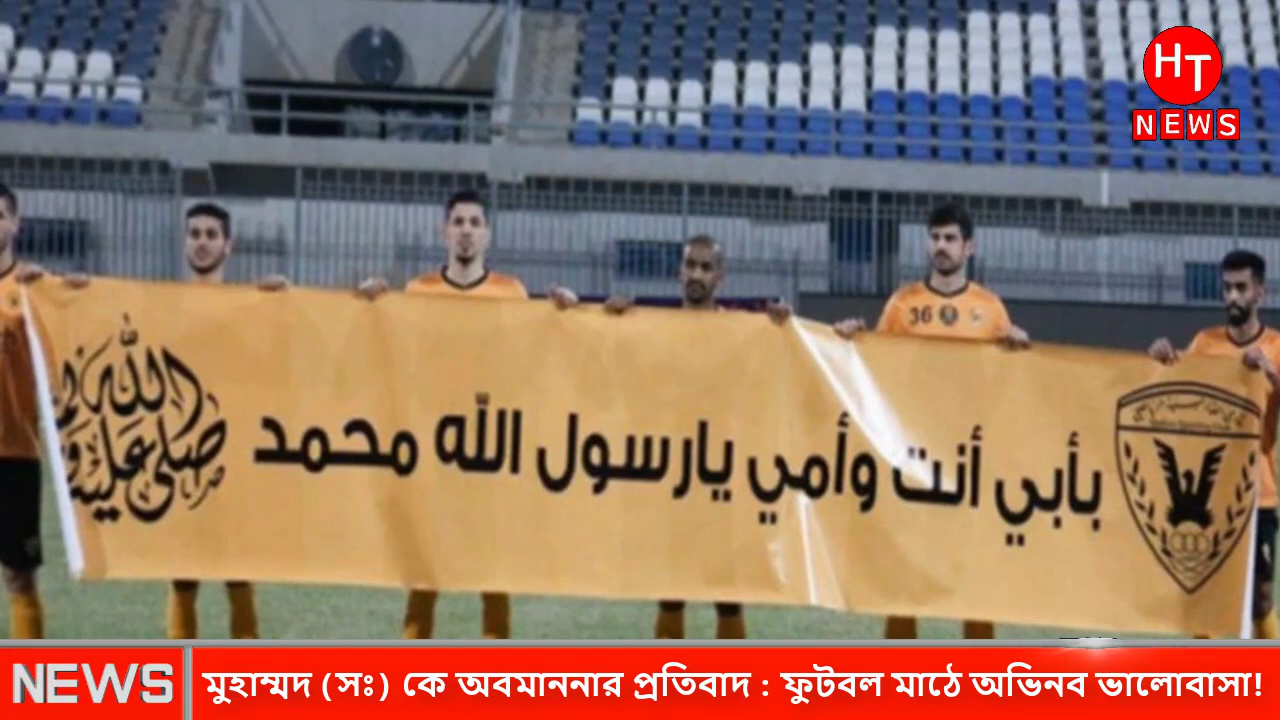 HT
NEWS
36
بأبي أنت وأمي يارسول الله محمد
صلى الله عليه وسلم
NEWS
মুহাম্মদ (সঃ) কে অবমাননার প্রতিবাদ : ফুটবল মাঠে অভিনব ভালোবাসা!